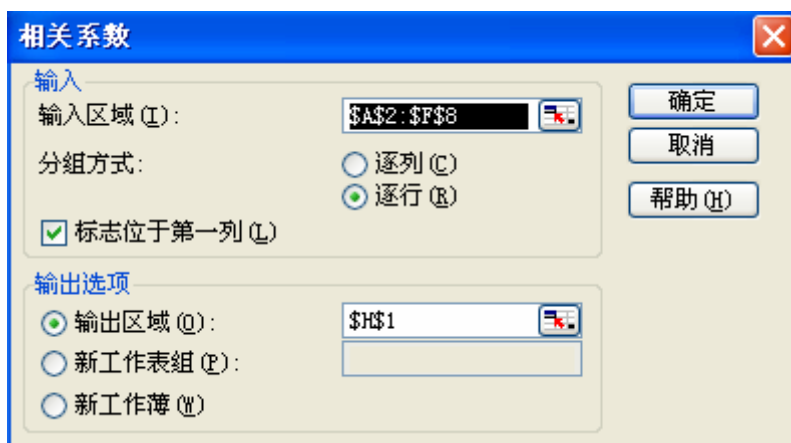 相关系数
输入
输入区域(I):
$A$2:$F$8
确定
分组方式:
逐列(C)
取消
逐行(R)
帮助(H)
标志位于第一列(L)
输出选项
输出区域(O):
$H$1
新工作表组(P):
新工作薄(W)